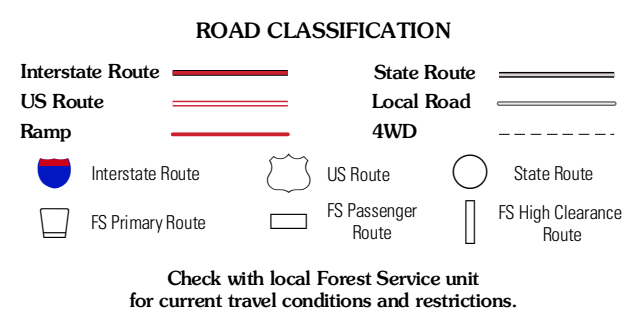 ROAD CLASSIFICATION
Interstate Route
State Route
US Route
Local Road
Ramp
4WD
Interstate Route
US Route
State Route
FS Primary Route
FS Passenger
Route
FS High Clearance
Route
Check with local Forest Service unit
for current travel conditions and restrictions.